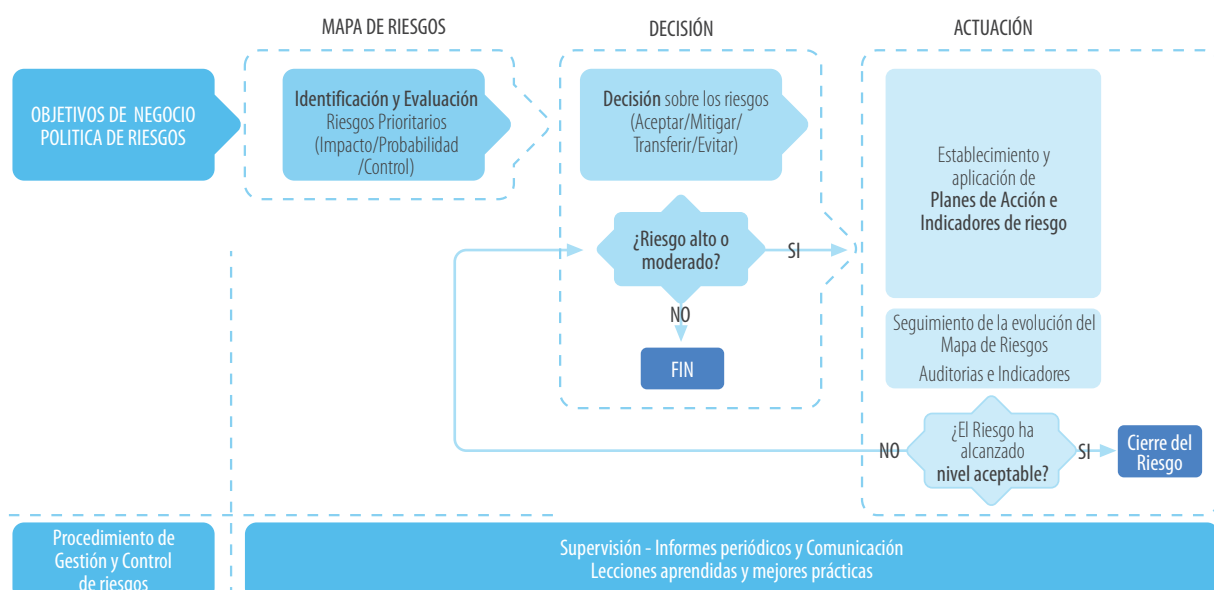 MAPA DE RIESGOS
DECISIÓN
ACTUACIÓN
OBJETIVOS DE NEGOCIO
POLITICA DE RIESGOS
Identificación y Evaluación
Riesgos Prioritarios
(Impacto/Probabilidad
/Control)
Decisión sobre los riesgos
(Aceptar/Mitigar/
Transferir/Evitar)
¿Riesgo alto o
moderado?
SI
NO
FIN
Establecimiento y
aplicación de
Planes de Acción e
Indicadores de riesgo
Seguimiento de la evolución del
Mapa de Riesgos
Auditorias e Indicadores
¿El Riesgo ha
alcanzado
nivel aceptable?
NO
SI
Cierre del
Riesgo
Procedimiento de
Gestión y Control
de riesgos
Supervisión - Informes periódicos y Comunicación
Lecciones aprendidas y mejores prácticas